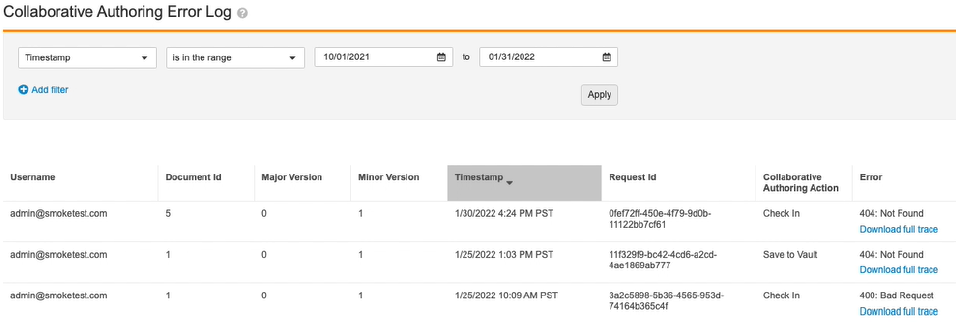 Collaborative Authoring Error Log
Timestamp is in the range 10/01/2021 to 01/31/2022
Add filter
Apply
Username Document Id Major Version Minor Version Timestamp Request Id Collaborative Error
Authoring Action
admin@smoketest.com 5 0 1 1/30/2022 4:24 PM PST 0fef72ff-450e-4f79-9d0b- Check In 404: Not Found
11122bb7cf61 Download full trace
admin@smoketest.com 1 0 1 1/25/2022 1:03 PM PST 11f329f9-bc42-4cd6-a2cd- Save to Vault 404: Not Found
4ae1869ab777 Download full trace
admin@smoketest.com 1 0 1 1/25/2022 10:09 AM PST 3a2c5898-5b36-4565-953d- Check In 400: Bad Request
74164b365c4f Download full trace